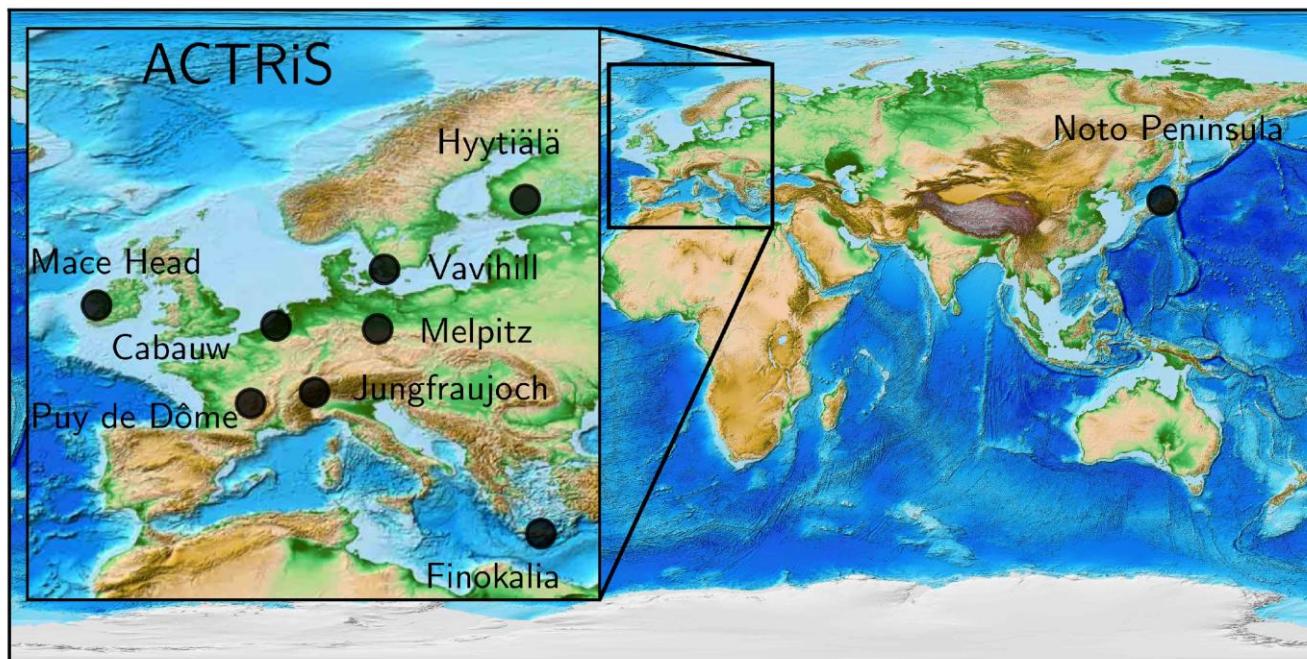 ACTRiS
Hyytiälä
Noto Peninsula
Mace Head
Vavihill
Cabauw
Melpitz
Jungfraujoch
Puy de Dôme
Finokalia